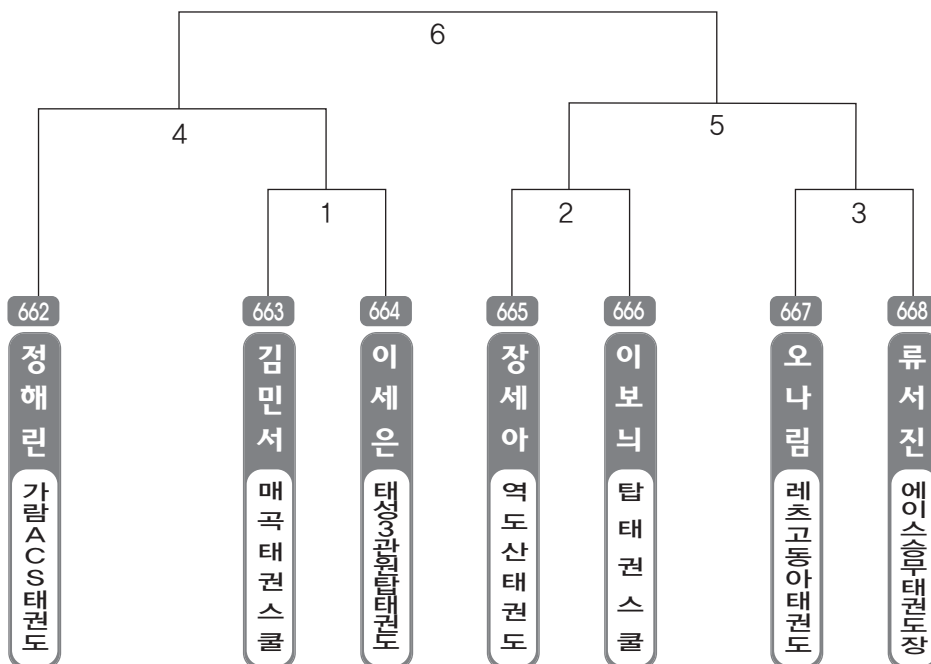 6
4
5
1
2
3
662
663
664
665
666
667
668
정해린
김민서
이세은
장세아
이보늬
오나림
류서진
가람ACS태권도
매곡태권스쿨
태성3관원탑태권도
역도산태권도
탑태권스쿨
레츠고동아태권도
에이스승무태권도장